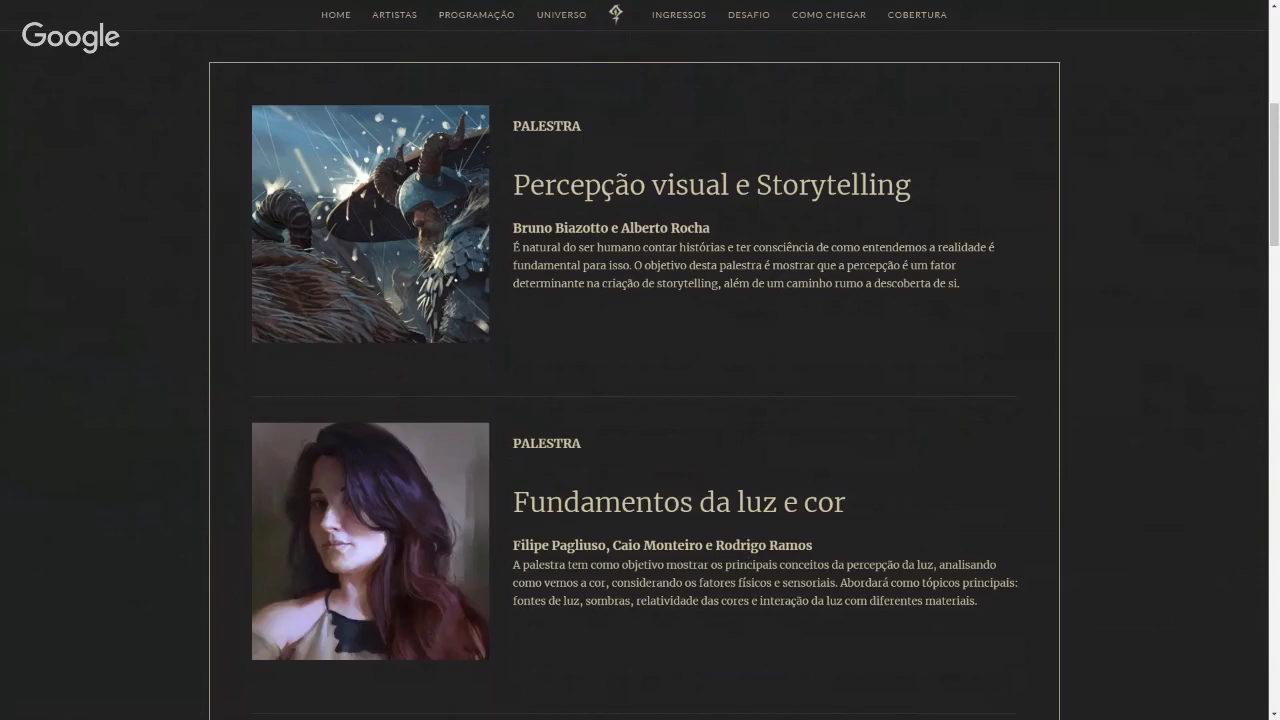 HOME ARTISTAS PROGRAMAÇÃO UNIVERSO INGRESSOS DESAFIO COMO CHEGAR COBERTURA
Google
PALESTRA
Percepção visual e Storytelling
Bruno Biazotto e Alberto Rocha
É natural do ser humano contar histórias e ter consciência de como entendemos a realidade é
fundamental para isso. O objetivo desta palestra é mostrar que a percepção é um fator
determinante na criação de storytelling, além de um caminho rumo a descoberta de si.
PALESTRA
Fundamentos da luz e cor
Filipe Pagliuso, Caio Monteiro e Rodrigo Ramos
A palestra tem como objetivo mostrar os principais conceitos da percepção da luz, analisando
como vemos a cor, considerando os fatores físicos e sensoriais. Abordará como tópicos principais:
fontes de luz, sombras, relatividade das cores e interação da luz com diferentes materiais.